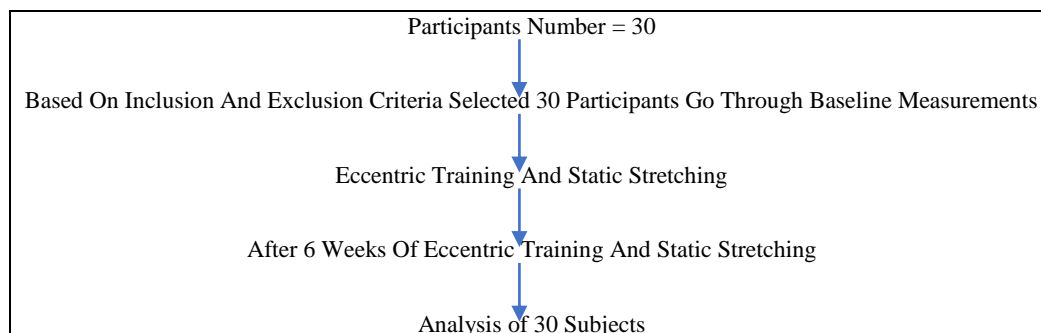 Participants Number = 30
Based On Inclusion And Exclusion Criteria Selected 30 Participants Go Through Baseline Measurements
Eccentric Training And Static Stretching
After 6 Weeks Of Eccentric Training And Static Stretching
Analysis of 30 Subjects